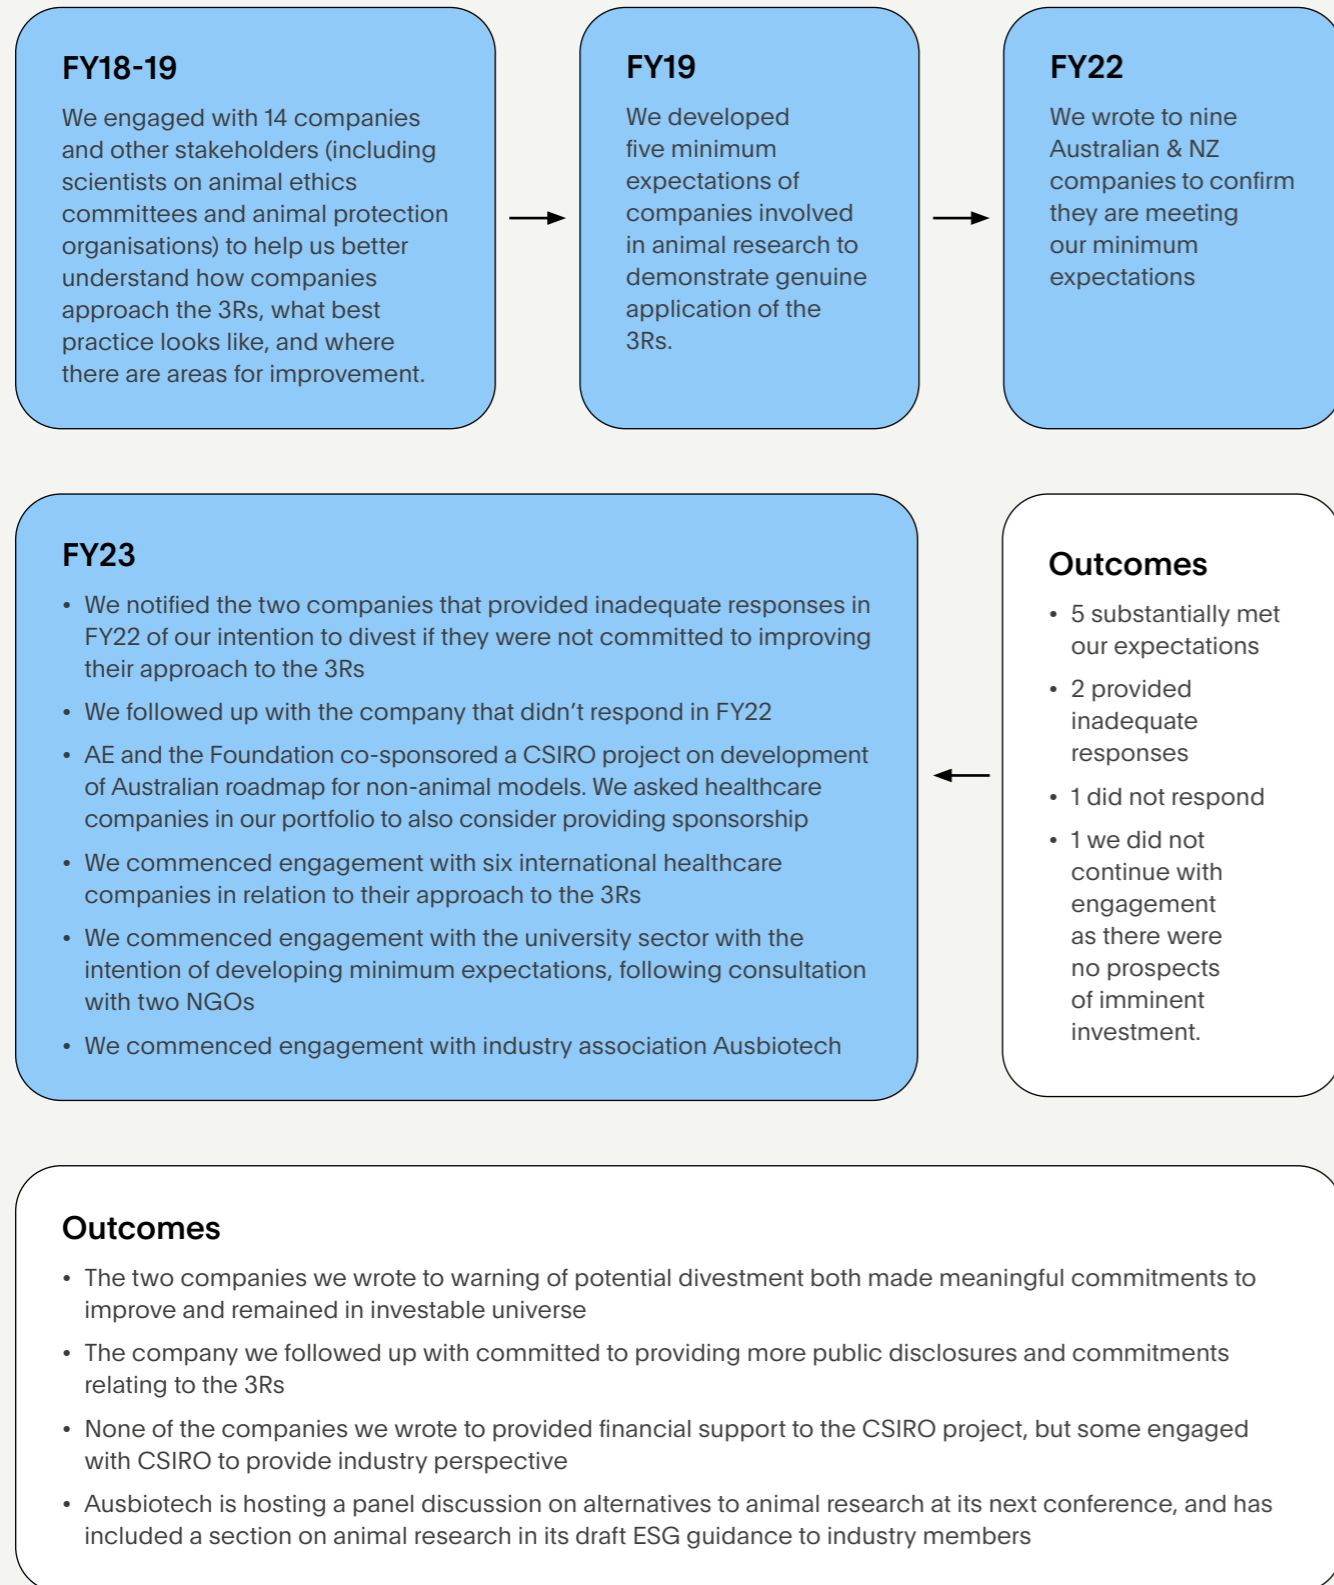 FY18-19
We engaged with 14 companies
and other stakeholders (including
scientists on animal ethics
committees and animal protection
organisations) to help us better
understand how companies
approach the 3Rs, what best
practice looks like, and where
there are areas for improvement.
FY19
We developed
five minimum
expectations of
companies involved
in animal research to
demonstrate genuine
application of the
3Rs.
FY22
We wrote to nine
Australian & NZ
companies to confirm
they are meeting
our minimum
expectations
Outcomes
• 5 substantially met
our expectations
• 2 provided
inadequate
responses
• 1 did not respond
• 1 we did not
continue with
engagement
as there were
no prospects
of imminent
investment.
FY23
• We notified the two companies that provided inadequate responses in
FY22 of our intention to divest if they were not committed to improving
their approach to the 3Rs
• We followed up with the company that didn't respond in FY22
• AE and the Foundation co-sponsored a CSIRO project on development
of Australian roadmap for non-animal models. We asked healthcare
companies in our portfolio to also consider providing sponsorship
• We commenced engagement with six international healthcare
companies in relation to their approach to the 3Rs
• We commenced engagement with the university sector with the
intention of developing minimum expectations, following consultation
with two NGOs
• We commenced engagement with industry association Ausbiotech
Outcomes
• The two companies we wrote to warning of potential divestment both made meaningful commitments to
improve and remained in investable universe
• The company we followed up with committed to providing more public disclosures and commitments
relating to the 3Rs
• None of the companies we wrote to provided financial support to the CSIRO project, but some engaged
with CSIRO to provide industry perspective
• Ausbiotech is hosting a panel discussion on alternatives to animal research at its next conference, and has
included a section on animal research in its draft ESG guidance to industry members